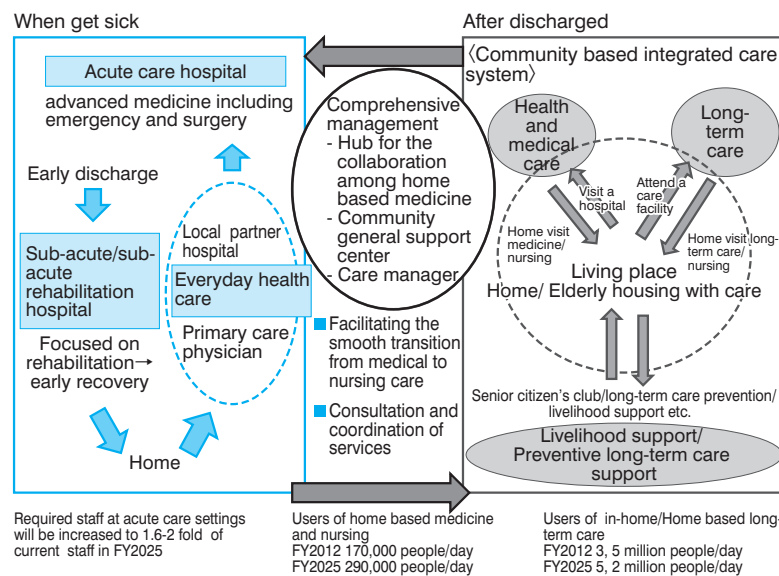 When get sick
Acute care hospital
advanced medicine including
emergency and surgery
Early discharge
Sub-acute/sub-
acute
rehabilitation
hospital
Focused on
rehabilitation→
early recovery
Home
Local partner
hospital
Everyday health
care
Primary care
physician
Comprehensive
management
- Hub for the
collaboration
among home
based medicine
- Community
general support
center
- Care manager
Facilitating the
smooth transition
from medical to
nursing care
Consultation and
coordination of
services
After discharged
〈Community based integrated care
system〉
Health
and
medical
care
Long-
term
care
Visit a
hospital
Attend a
care
facility
Home visit
medicine/
nursing
Home visit long-
term care/
nursing
Living place
Home/ Elderly housing with care
Senior citizen's club/long-term care prevention/
livelihood support etc.
Livelihood support/
Preventive long-term care
support
Required staff at acute care settings
will be increased to 1.6-2 fold of
current staff in FY2025
Users of home based medicine
and nursing
FY2012 170,000 people/day
FY2025 290,000 people/day
Users of in-home/Home based long-
term care
FY2012 3, 5 million people/day
FY2025 5, 2 million people/day